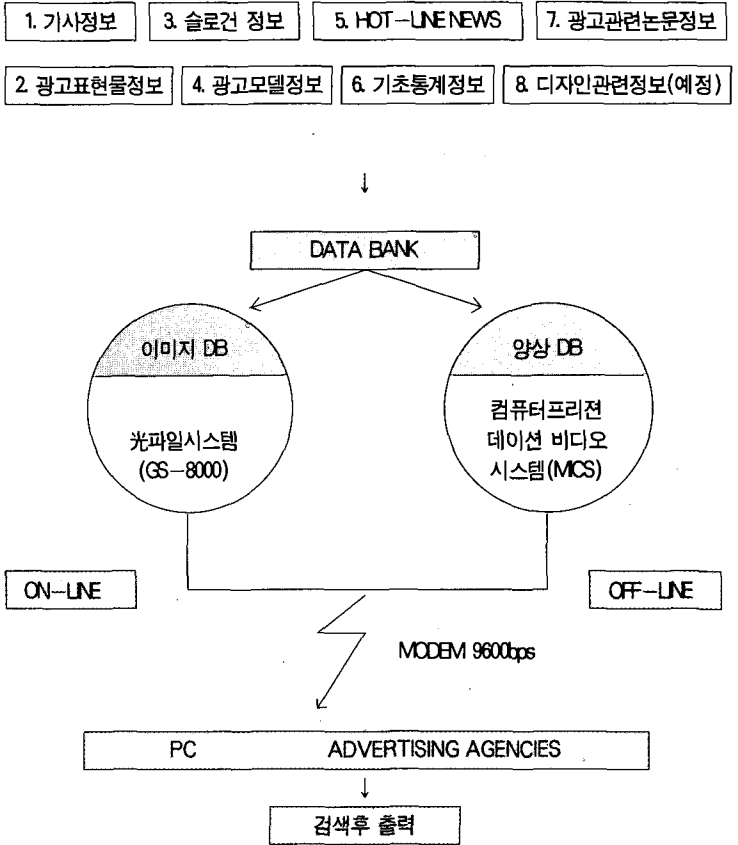 1. 기사정보
3. 슬로건 정보
5. HOT-LINE NEWS
7. 광고관련논문정보
2. 광고표현물정보
4. 광고모델정보
6. 기초통계정보
8. 디자인관련정보(예정)
DATA BANK
이미지 DB
光파일시스템
(GS-8000)
양상 DB
컴퓨터프리젼
데이션 비디오
시스템(MICS)
ON-LINE
OFF-LINE
MODEM 9600bps
PC ADVERTISING AGENCIES
검색후 출력